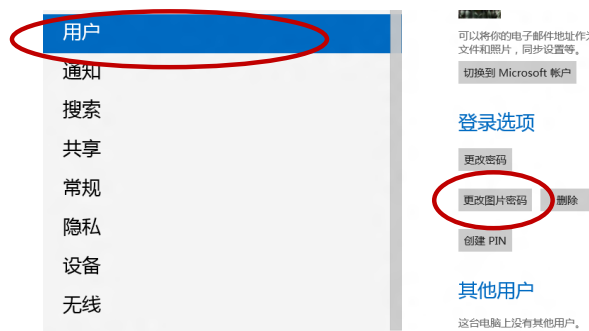 用户
通知
搜索
共享
常规
隐私
设备
无线
可以将你的电子邮件地址作为
文件和照片，同步设置等。
切换到 Microsoft 帐户
登录选项
更改密码
更改图片密码 删除
创建 PIN
其他用户
这台电脑上没有其他用户。